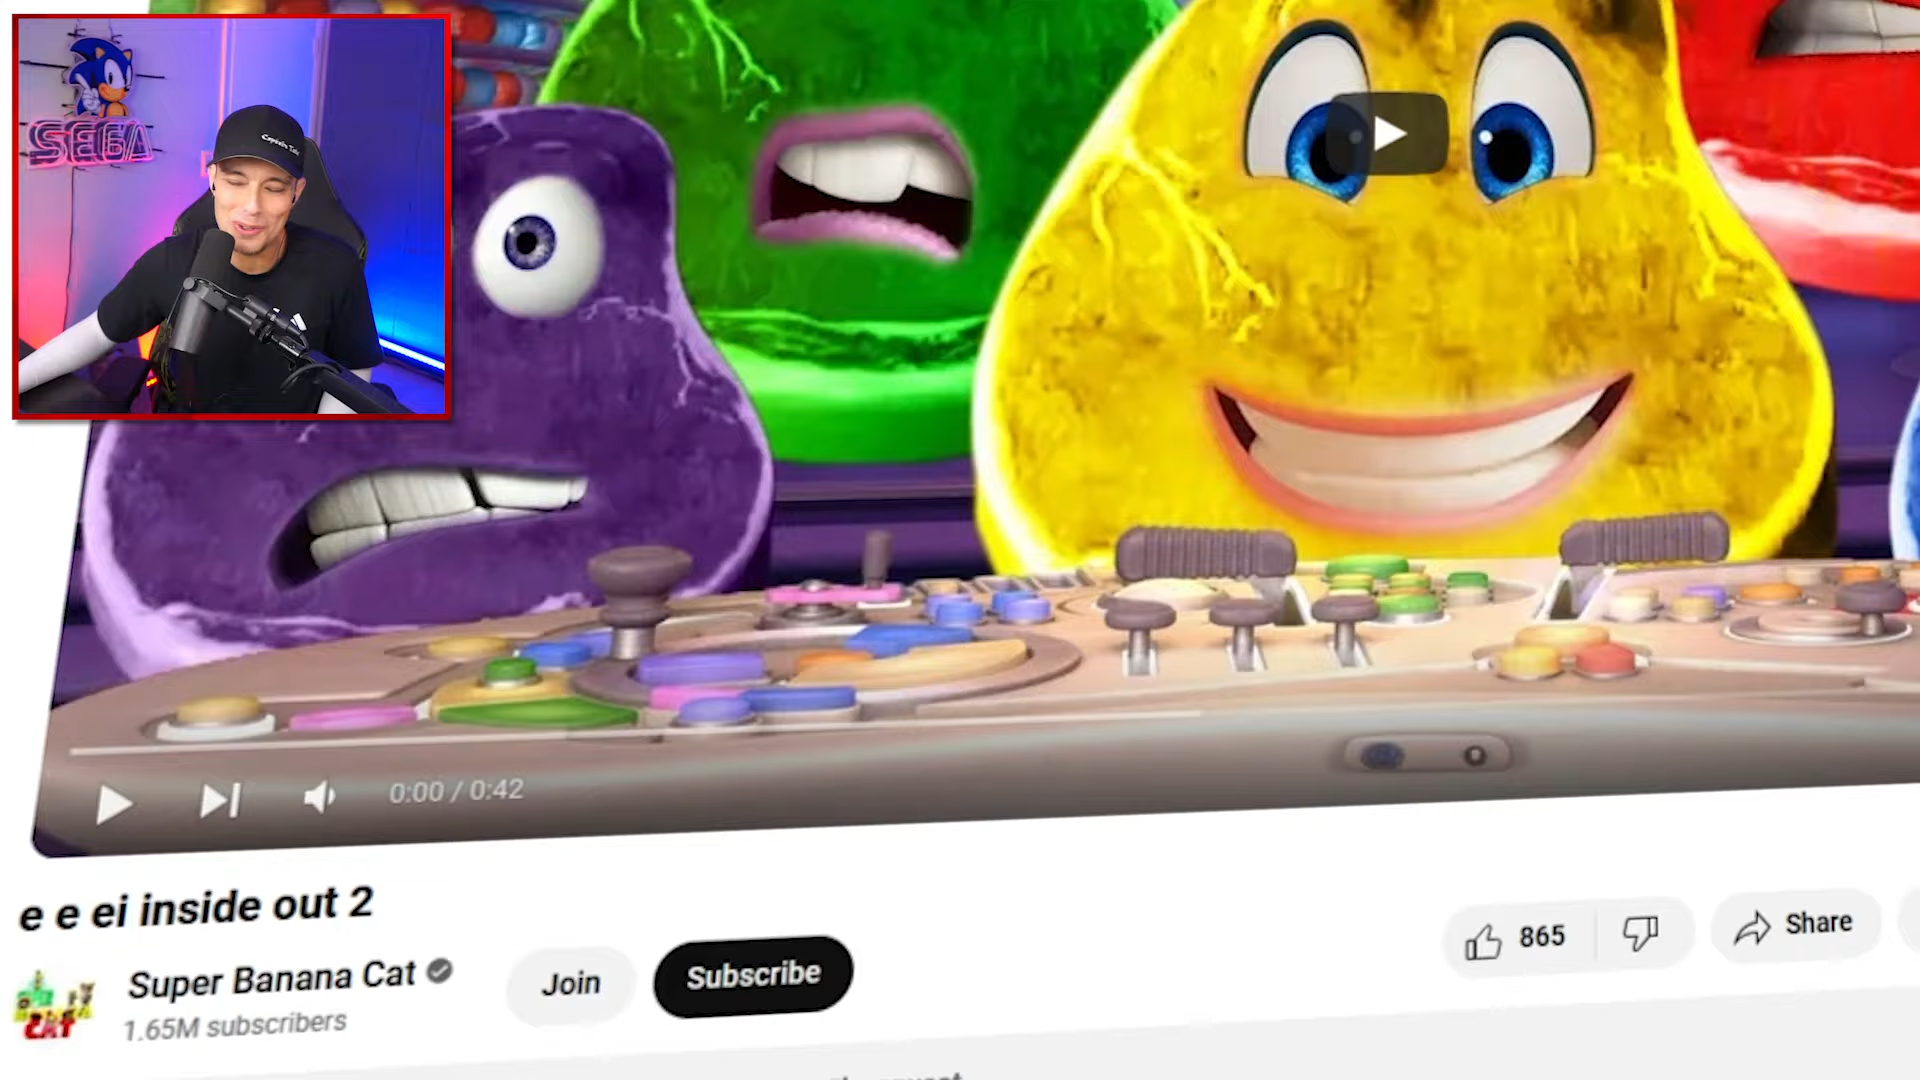 SEGA
0:00 / 0:42
e e ei inside out 2
Super Banana Cat
1.65M subscribers
Join
Subscribe
865
Share
CAT